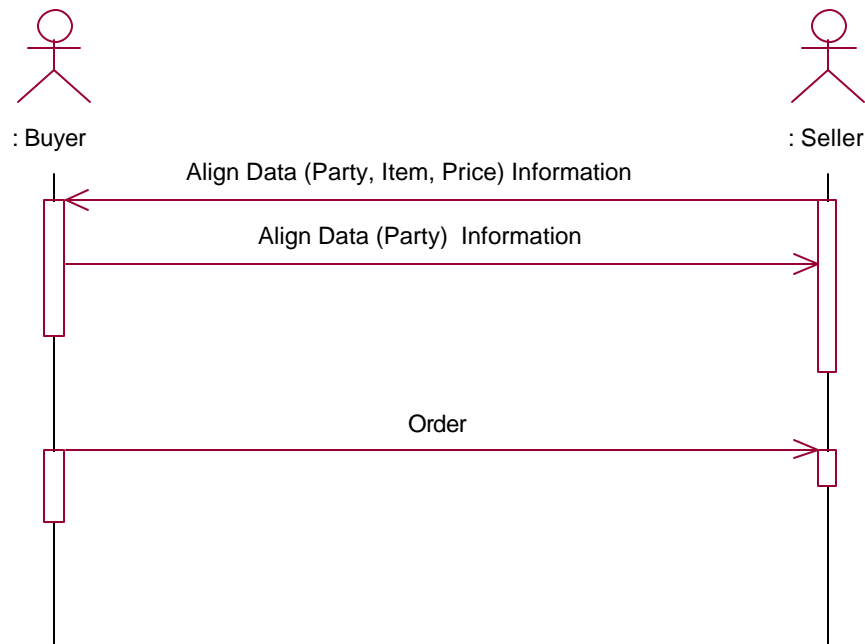 : Buyer
: Seller
Align Data (Party, Item, Price) Information
Align Data (Party)  Information
Order